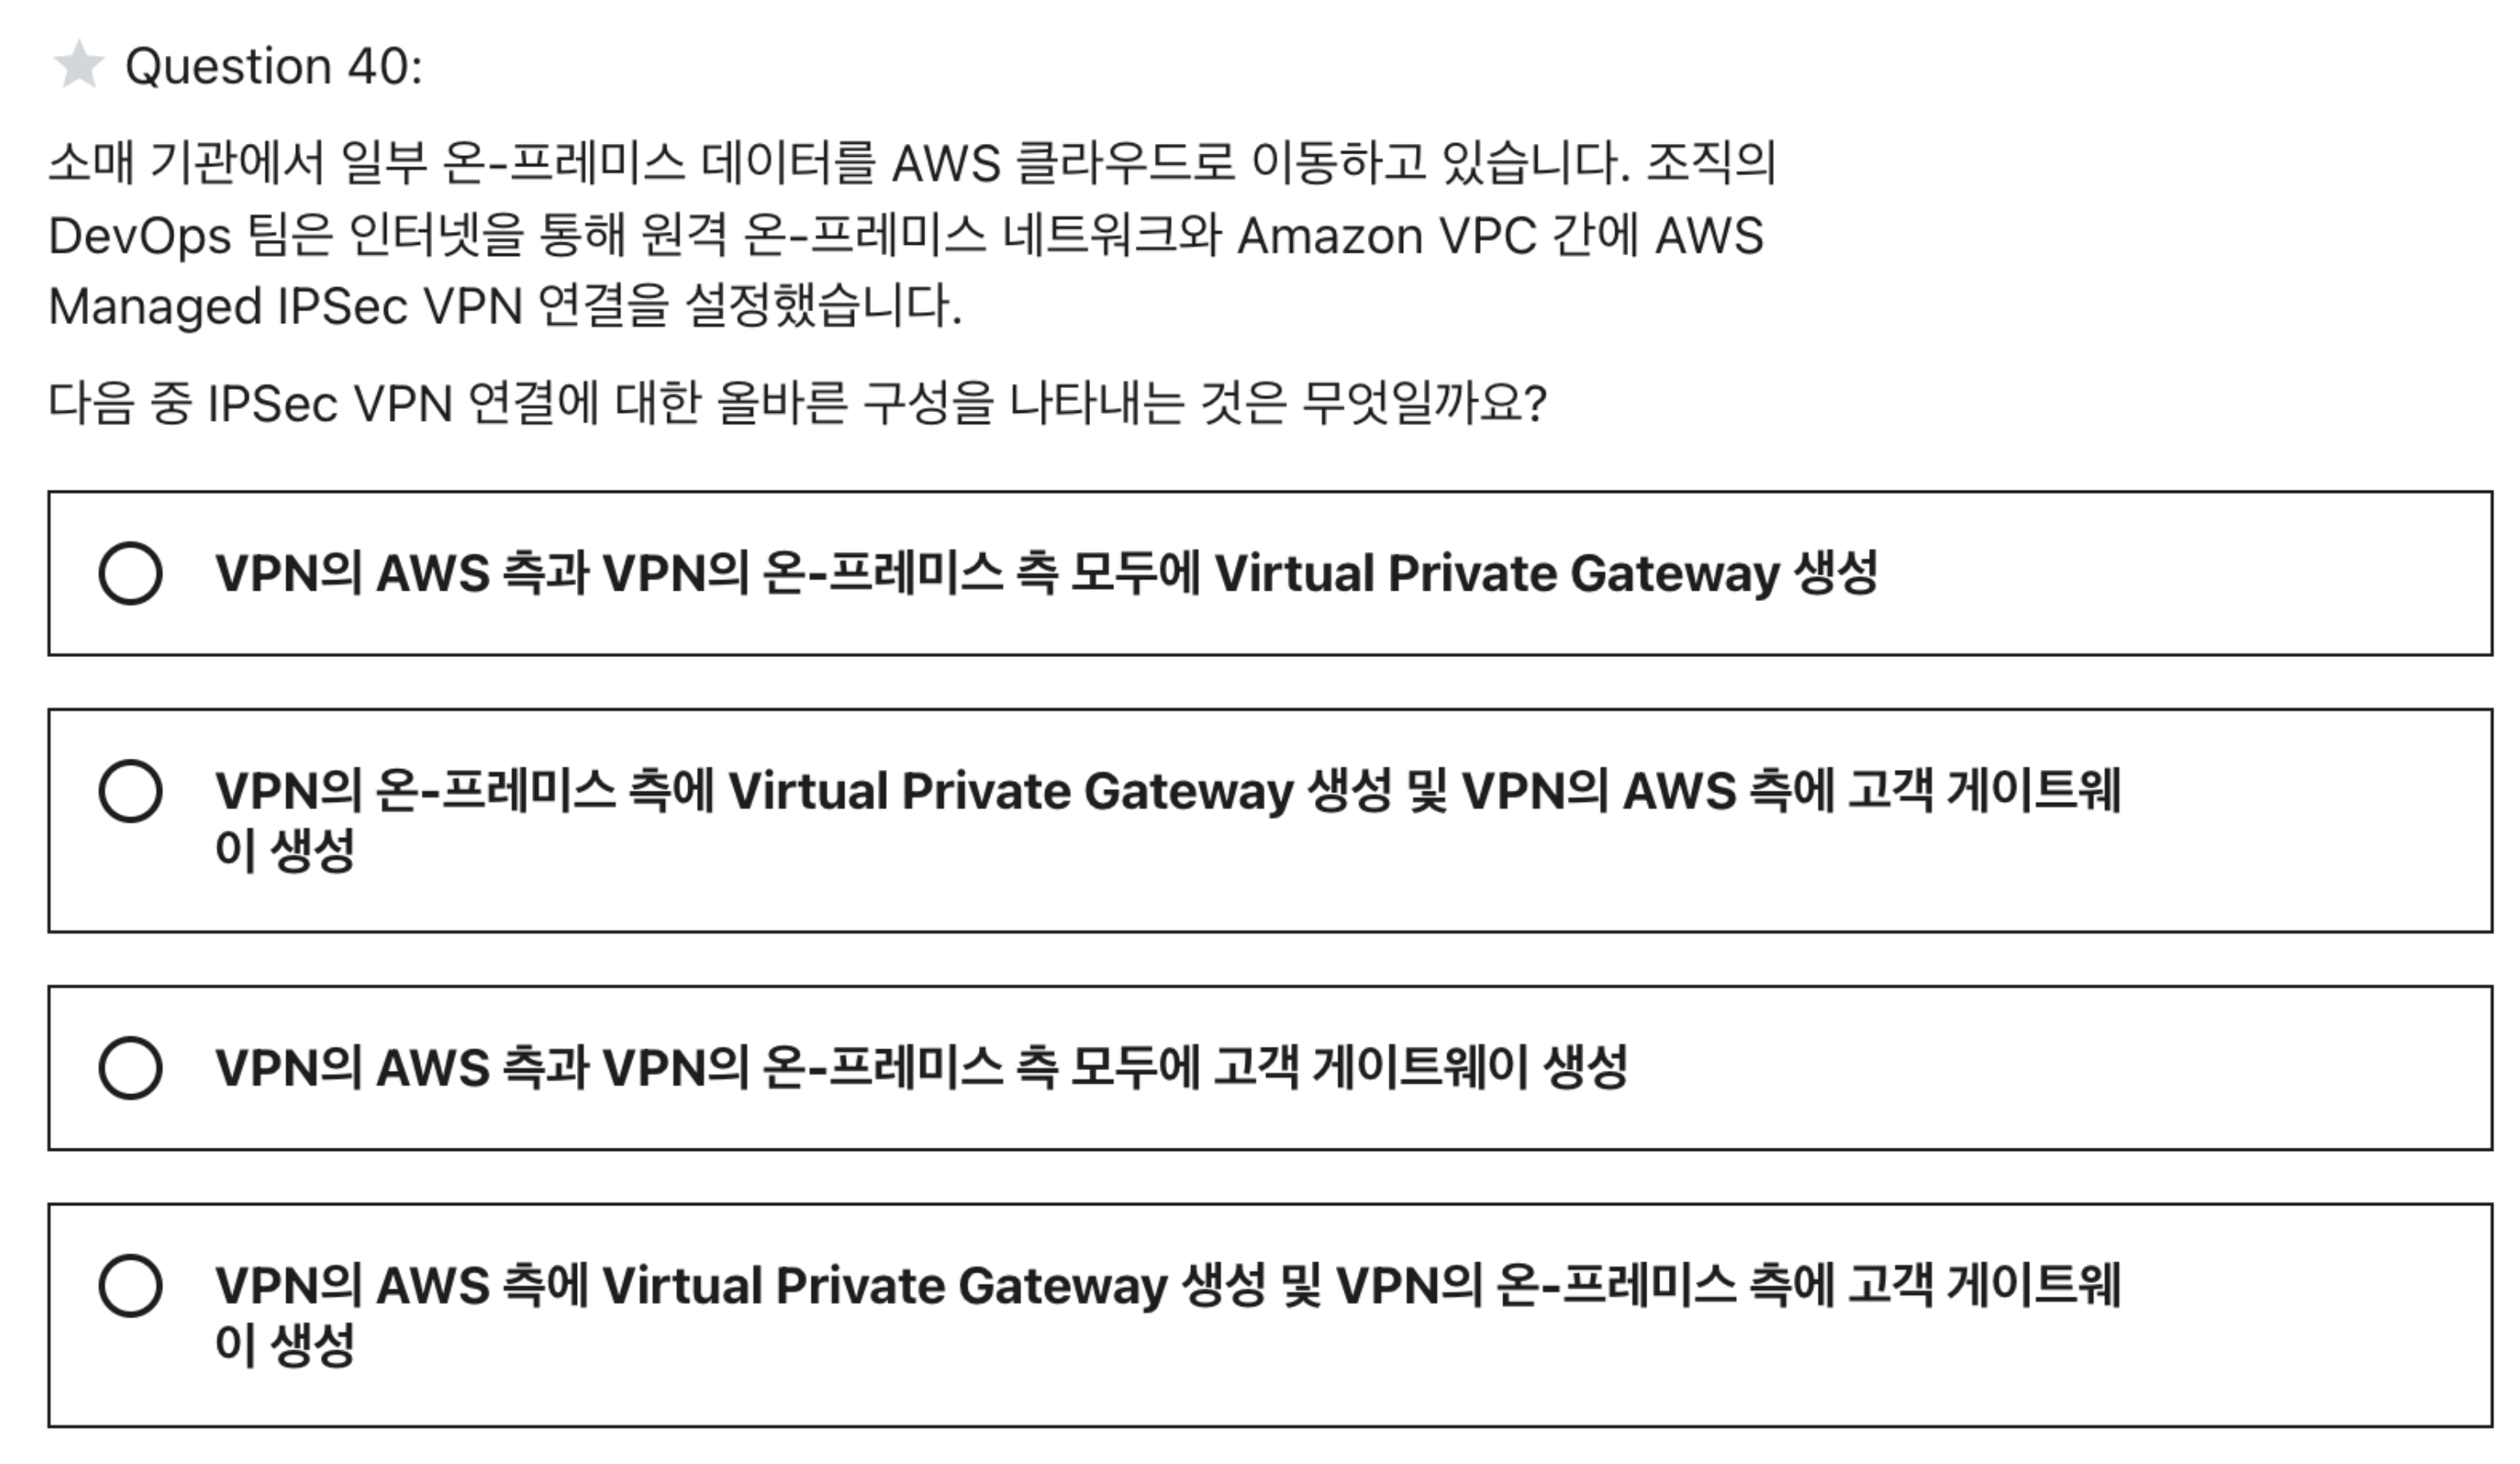 Question 40:
소매 기관에서 일부 온-프레미스 데이터를 AWS 클라우드로 이동하고 있습니다. 조직의
DevOps 팀은 인터넷을 통해 원격 온-프레미스 네트워크와 Amazon VPC 간에 AWS
Managed IPSec VPN 연결을 설정했습니다.
다음 중 IPSec VPN 연결에 대한 올바른 구성을 나타내는 것은 무엇일까요?
VPN의 AWS 측과 VPN의 온-프레미스 측 모두에 Virtual Private Gateway 생성
VPN의 온-프레미스 측에 Virtual Private Gateway 생성 및 VPN의 AWS 측에 고객 게이트웨
이 생성
VPN의 AWS 측과 VPN의 온-프레미스 측 모두에 고객 게이트웨이 생성
VPN의 AWS 측에 Virtual Private Gateway 생성 및 VPN의 온-프레미스 측에 고객 게이트웨
이 생성